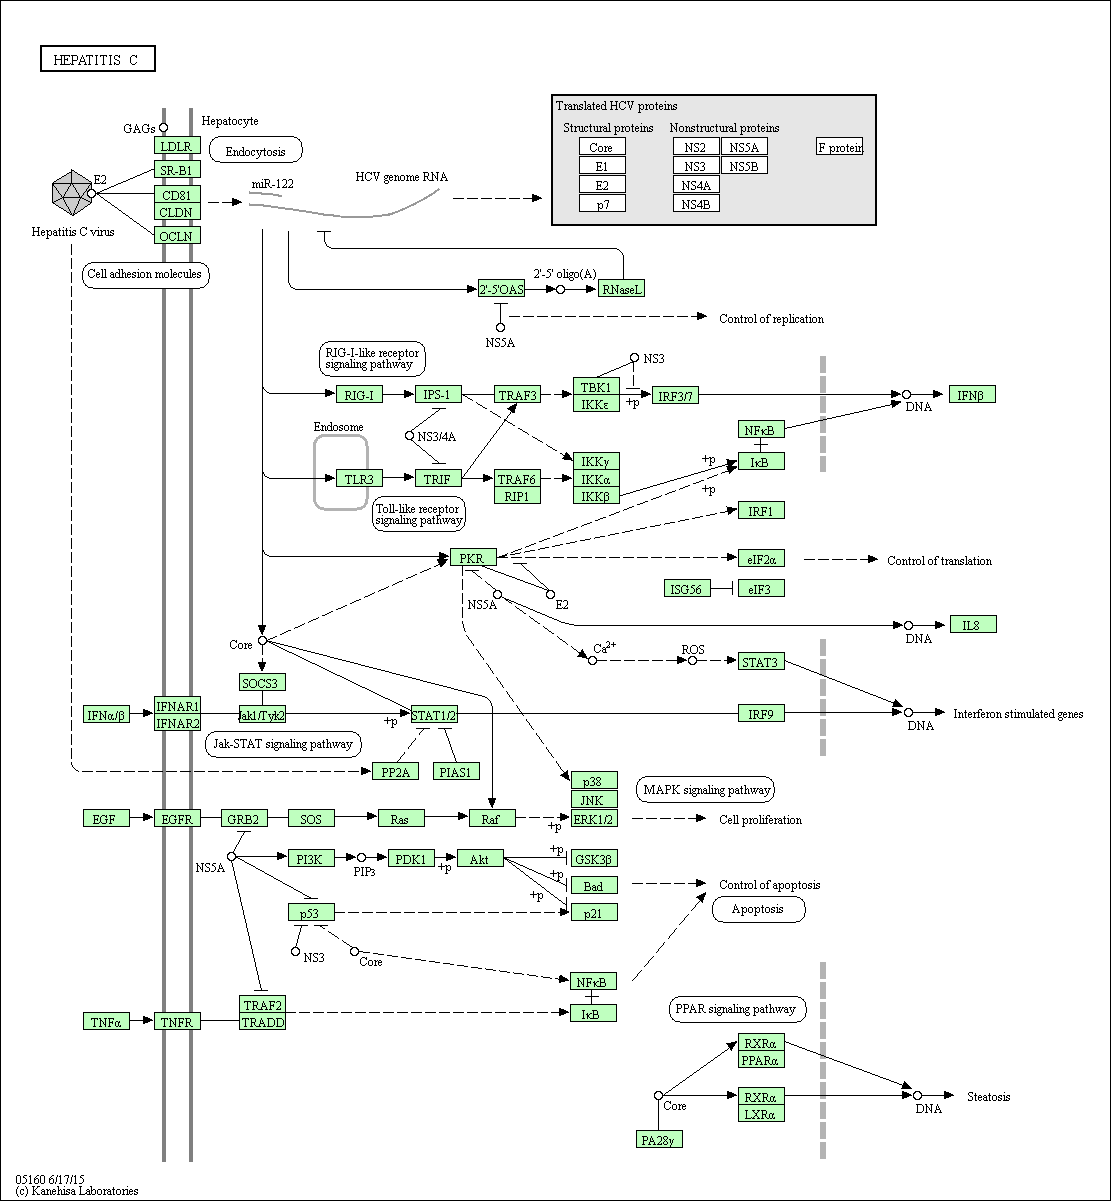 HEPATITIS C
Translated HCV proteins
Structural proteins
Nonstructural proteins
Core
NS2
NS5A
F protein
E1
NS3
NS5B
E2
NS4A
p7
NS4B
GAGs
Hepatocyte
LDLR
Endocytosis
SR-B1
E2
CD81
CLDN
OCLN
Hepatitis C virus
miR-122
HCV genome RNA
Cell adhesion molecules
2'-5'OAS
2'-5' oligo(A)
RNaseL
NS5A
Control of replication
RIG-I-like receptor
signaling pathway
NS3
RIG-I
IPS-1
TRAF3
TBK1
IKKε
+p
IRF3/7
DNA
IFNβ
Endosome
NS3/4A
NFκB
IκB
+p
+p
TLR3
TRIF
TRAF6
RIP1
IKKγ
IKKα
IKKβ
Toll-like receptor
signaling pathway
IRF1
PKR
eIF2α
Control of translation
ISG56
eIF3
NS5A
E2
DNA
IL8
Core
Ca2+
ROS
STAT3
SOCS3
IFNα/β
IFNAR1
IFNAR2
Jak1/Tyk2
+p
STAT1/2
IRF9
DNA
Interferon stimulated genes
Jak-STAT signaling pathway
PP2A
PIAS1
p38
JNK
ERK1/2
MAPK signaling pathway
EGF
EGFR
GRB2
SOS
Ras
Raf
+p
Cell proliferation
NS5A
PI3K
PIP3
PDK1
+p
Akt
+p
+p
+p
GSK3β
Bad
p21
Control of apoptosis
Apoptosis
p53
NS3
Core
NFκB
IκB
TNFα
TNFR
TRAF2
TRADD
PPAR signaling pathway
RXRα
PPARα
Core
RXRα
LXRα
DNA
Steatosis
PA28γ
05160 6/17/15
(c) Kanehisa Laboratories